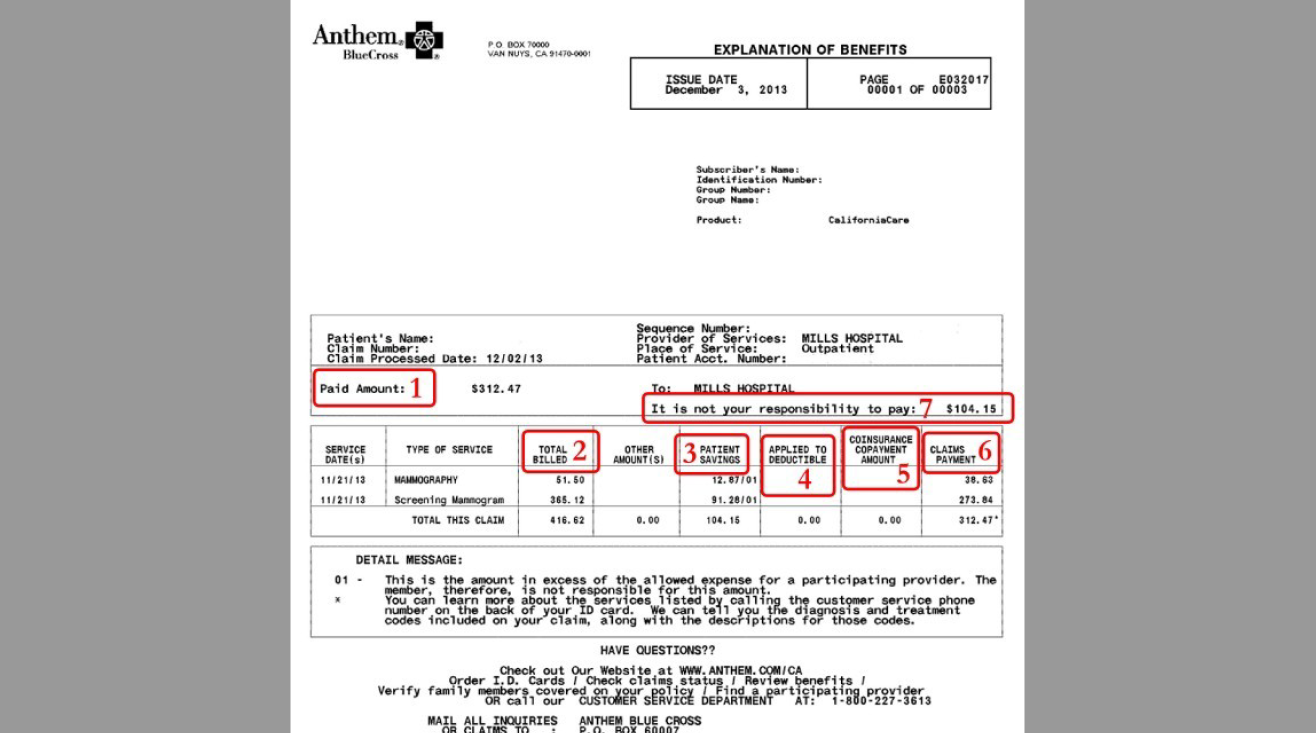 Anthem®
BlueCross ®
P.O. BOX 70000
VAN NUYS, CA 91470-0001
EXPLANATION OF BENEFITS
ISSUE DATE
December 3, 2013
PAGE E032017
00001 OF 00003
Subscriber's Name:
Identification Number:
Group Number:
Group Name:
Product: CaliforniaCare
Patient's Name:
Claim Number:
Claim Processed Date: 12/02/13
Sequence Number:
Provider of Services: MILLS HOSPITAL
Place of Service: Outpatient
Patient Acct. Number:
Paid Amount: 1 $312.47 To: MILLS HOSPITAL
It is not your responsibility to pay: 7 $104.15
SERVICE DATE(s) TYPE OF SERVICE TOTAL BILLED 2 OTHER AMOUNT(S) 3 PATIENT SAVINGS APPLIED TO DEDUCTIBLE 4 COINSURANCE COPAYMENT AMOUNT 5 CLAIMS PAYMENT 6
11/21/13 MAMMOGRAPHY 51.50 12.87/01 38.63
11/21/13 Screening Mammogram 365.12 91.28/01 273.84
TOTAL THIS CLAIM 416.62 0.00 104.15 0.00 0.00 312.47*
DETAIL MESSAGE:
01 - This is the amount in excess of the allowed expense for a participating provider. The
member, therefore, is not responsible for this amount.
* You can learn more about the services listed by calling the customer service phone
number on the back of your ID card. We can tell you the diagnosis and treatment
codes included on your claim, along with the descriptions for those codes.
HAVE QUESTIONS??
Check out Our Website at WWW.ANTHEM.COM/CA
Order I.D. Cards / Check claims status / Review benefits /
Verify family members covered on your policy / Find a participating provider
OR call our CUSTOMER SERVICE DEPARTMENT AT: 1-800-227-3613
MAIL ALL INQUIRIES ANTHEM BLUE CROSS
OR CLAIMS TO : P.O. BOX 60007